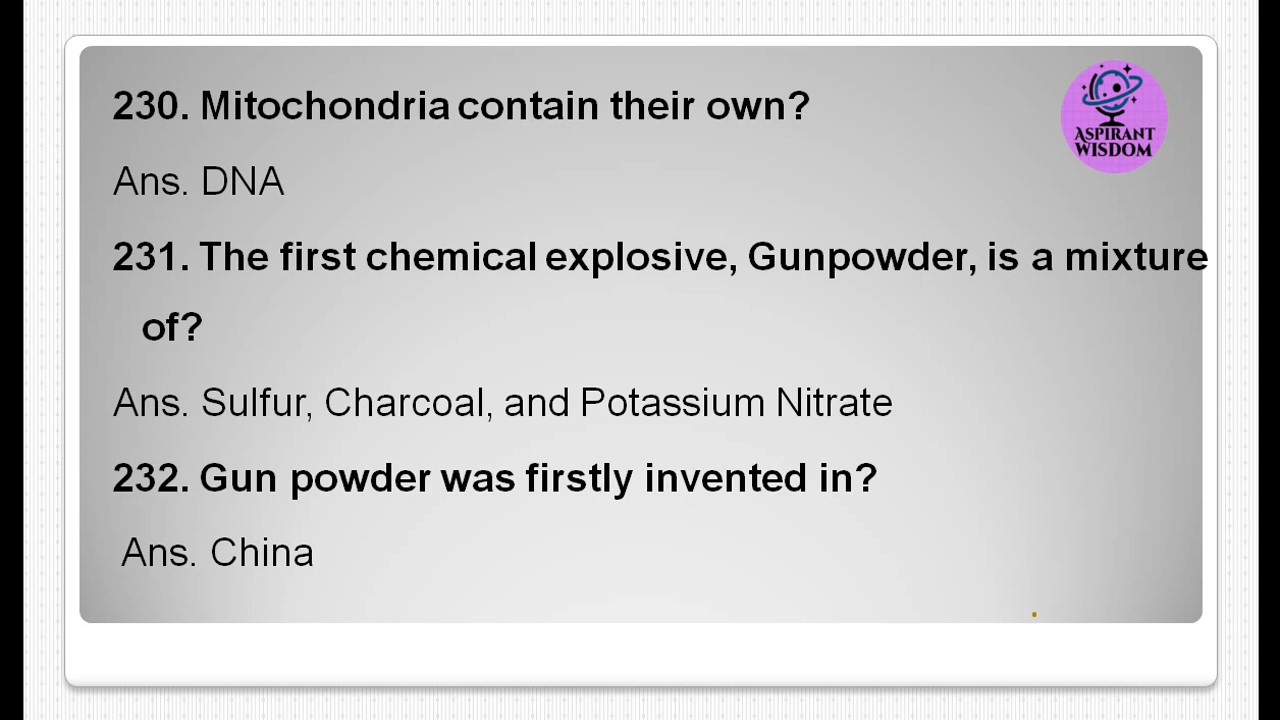 230. Mitochondria contain their own?
ASPIRANT
WISDOM
Ans. DNA
231. The first chemical explosive, Gunpowder, is a mixture
of?
Ans. Sulfur, Charcoal, and Potassium Nitrate
232. Gun powder was firstly invented in?
Ans. China